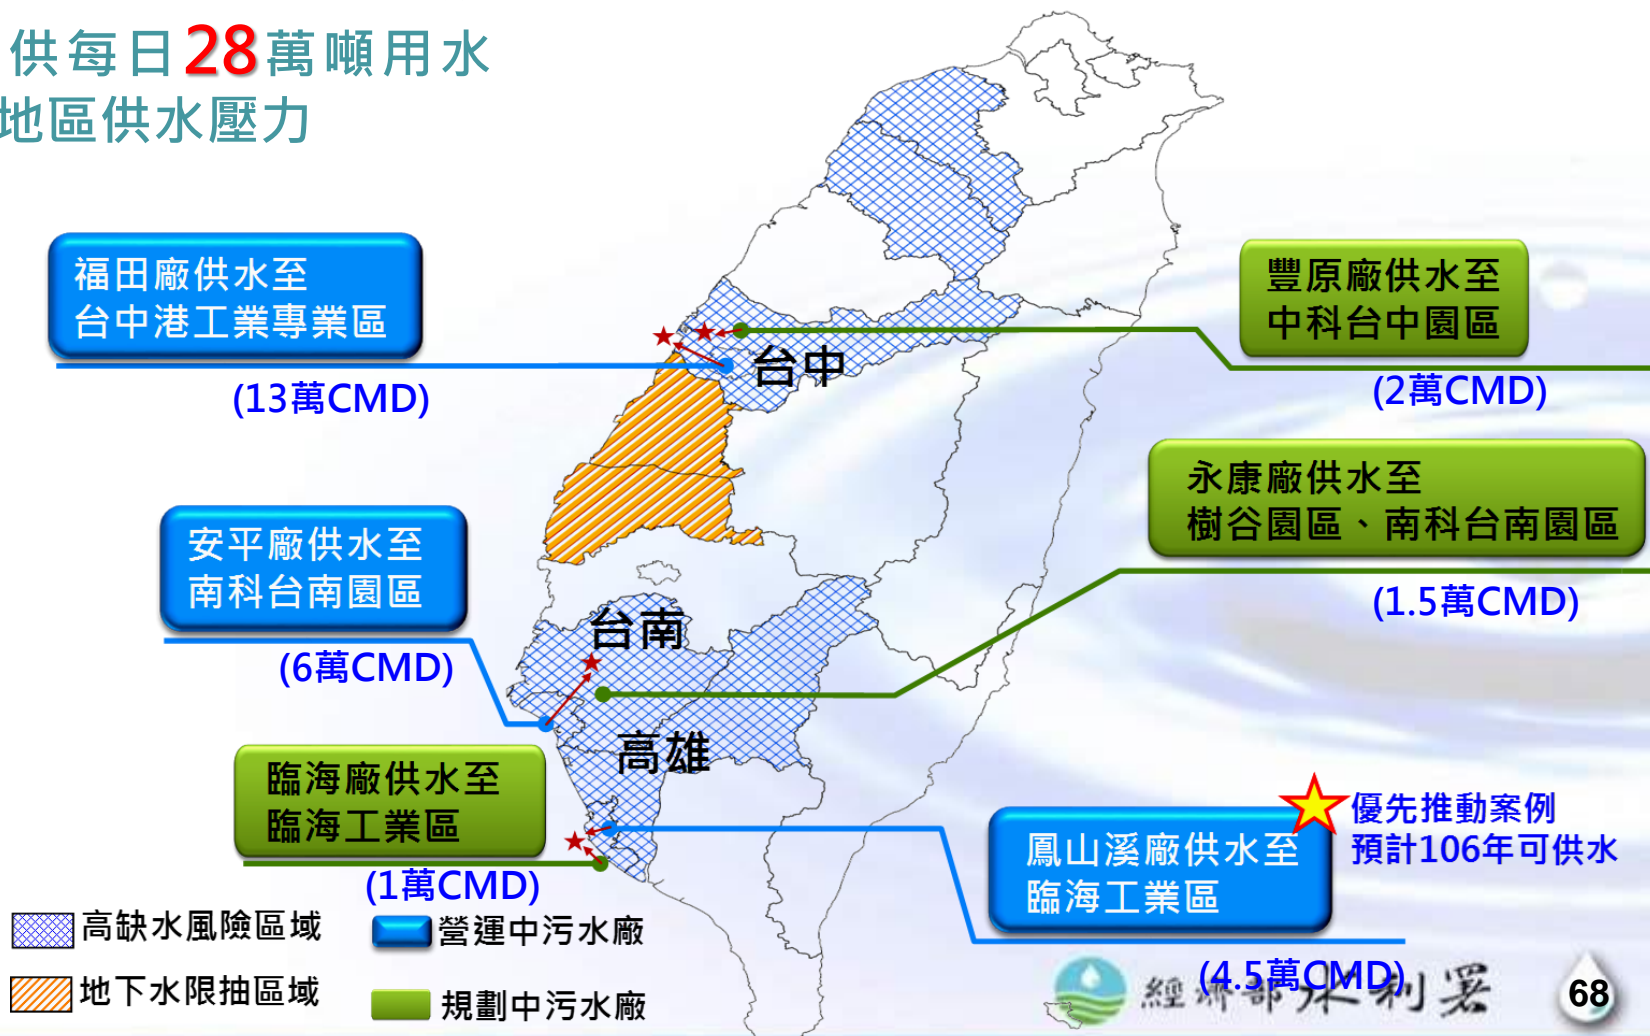 供每日28萬噸用水
地區供水壓力
福田廠供水至
台中港工業專業區
(13萬CMD)
豐原廠供水至
中科台中園區
(2萬CMD)
台中
永康廠供水至
樹谷園區、南科台南園區
(1.5萬CMD)
安平廠供水至
南科台南園區
(6萬CMD)
台南
高雄
臨海廠供水至
臨海工業區
(1萬CMD)
優先推動案例
預計106年可供水
鳳山溪廠供水至
臨海工業區
(4.5萬CMD)
高缺水風險區域
營運中污水廠
地下水限抽區域
規劃中污水廠
經濟部水利署
68